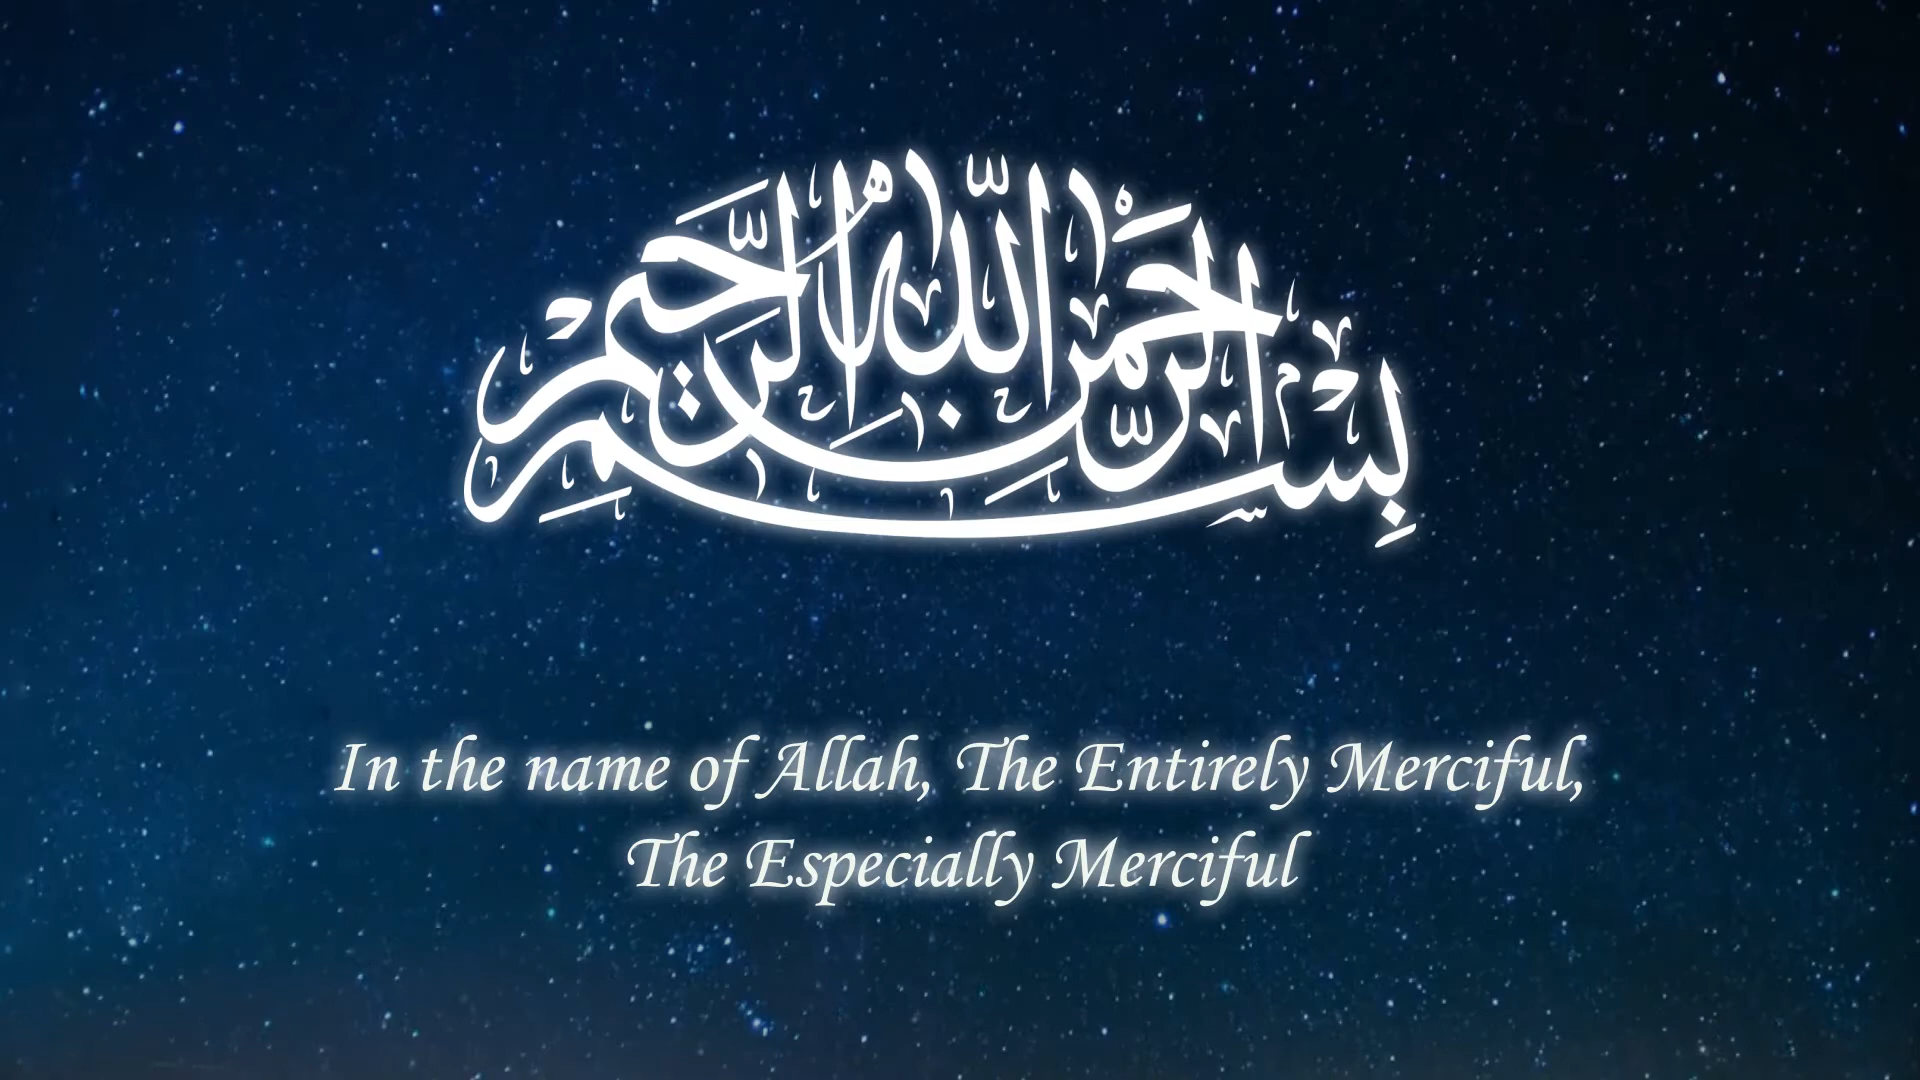 بِسْمِ اللَّهِ الرَّحْمَٰنِ الرَّحِيمِ
In the name of Allah, The Entirely Merciful,
The Especially Merciful